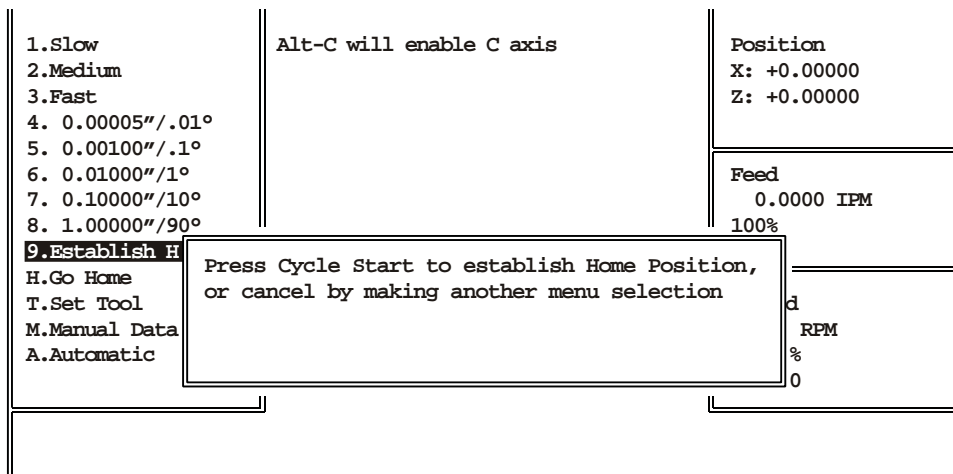 1.Slow
2.Medium
3.Fast
4. 0.00005″/.01°
5. 0.00100″/.1°
6. 0.01000″/1°
7. 0.10000″/10°
8. 1.00000″/90°
9.Establish H
H.Go Home
T.Set Tool
M.Manual Data
A.Automatic
Alt-C will enable C axis
Press Cycle Start to establish Home Position,
or cancel by making another menu selection
Position
X: +0.00000
Z: +0.00000
Feed
0.0000 IPM
100%
d
RPM
%
0